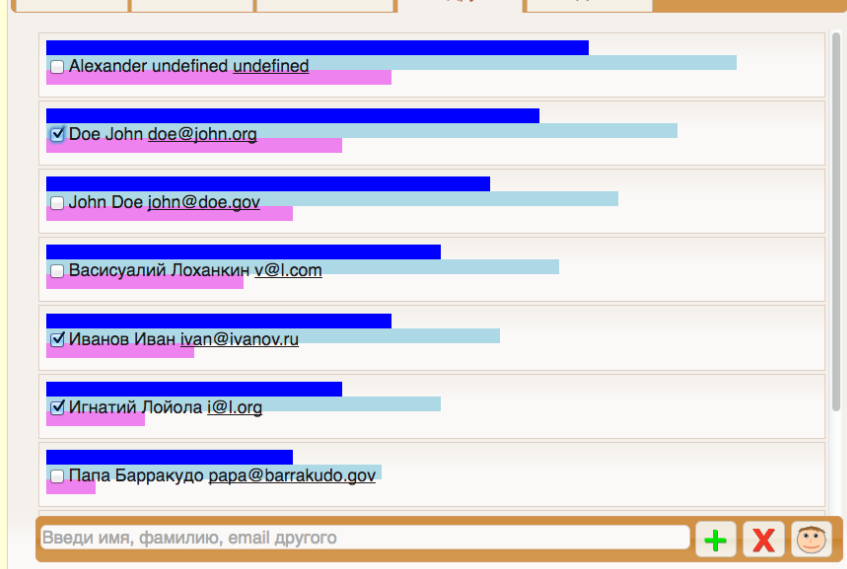 Alexander undefined undefined
Doe John doe@john.org
John Doe john@doe.gov
Васисуалий Лоханкин v@l.com
Иванов Иван ivan@ivanov.ru
Игнатий Лойола i@l.org
Папа Барракудо papa@barrakudo.gov
Введи имя, фамилию, email другого